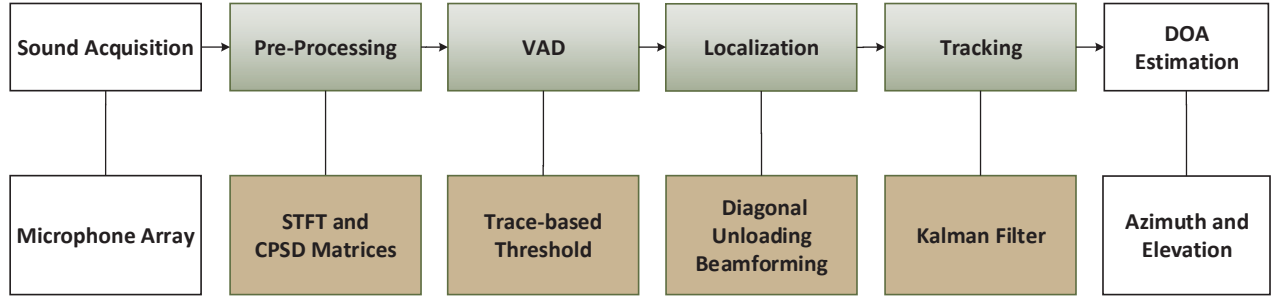 Sound Acquisition
Pre-Processing
VAD
Localization
Tracking
DOA
Estimation
Microphone Array
STFT and
CPSD Matrices
Trace-based
Threshold
Diagonal
Unloading
Beamforming
Kalman Filter
Azimuth and
Elevation